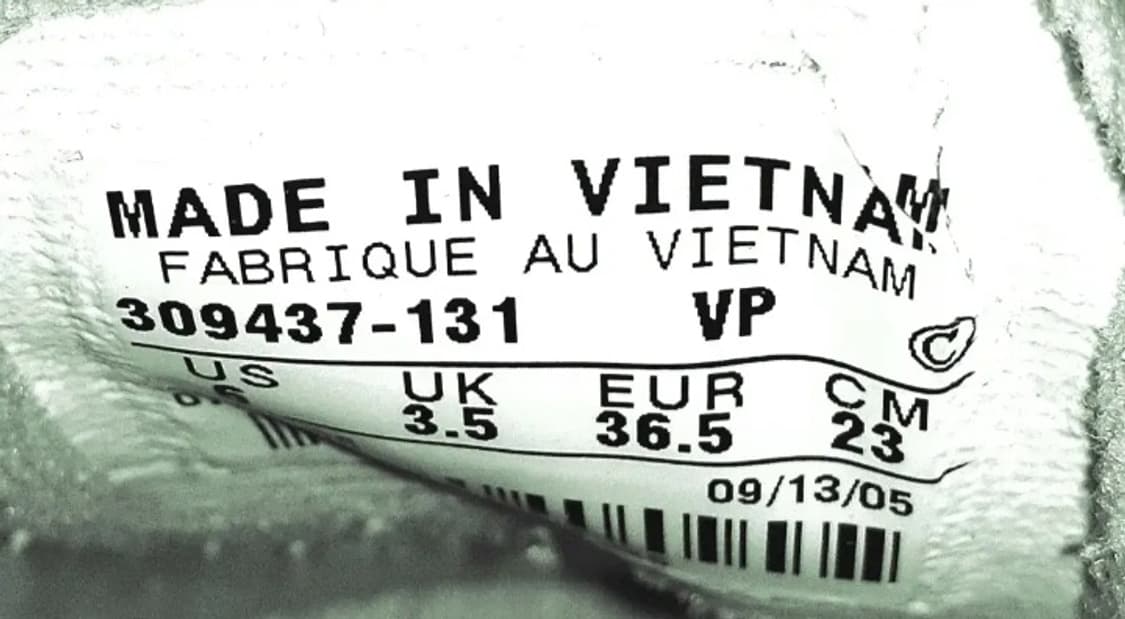 MADE IN VIETNAM
FABRIQUE AU VIETNAM
309437-131 VP
C
US UK EUR CM
3.5 36.5 23
09/13/05